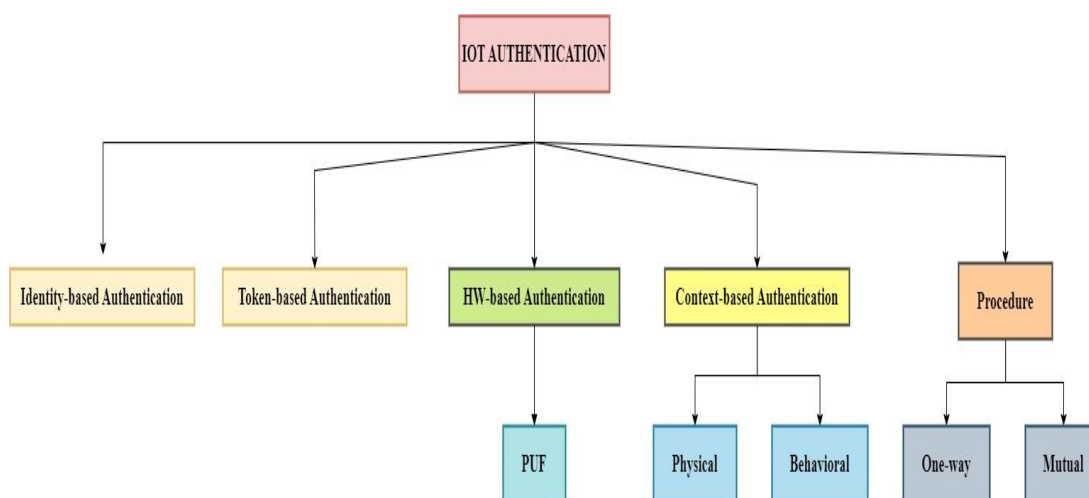 IOT AUTHENTICATION
Identity-based Authentication
Token-based Authentication
HW-based Authentication
Context-based Authentication
Procedure
PUF
Physical
Behavioral
One-way
Mutual